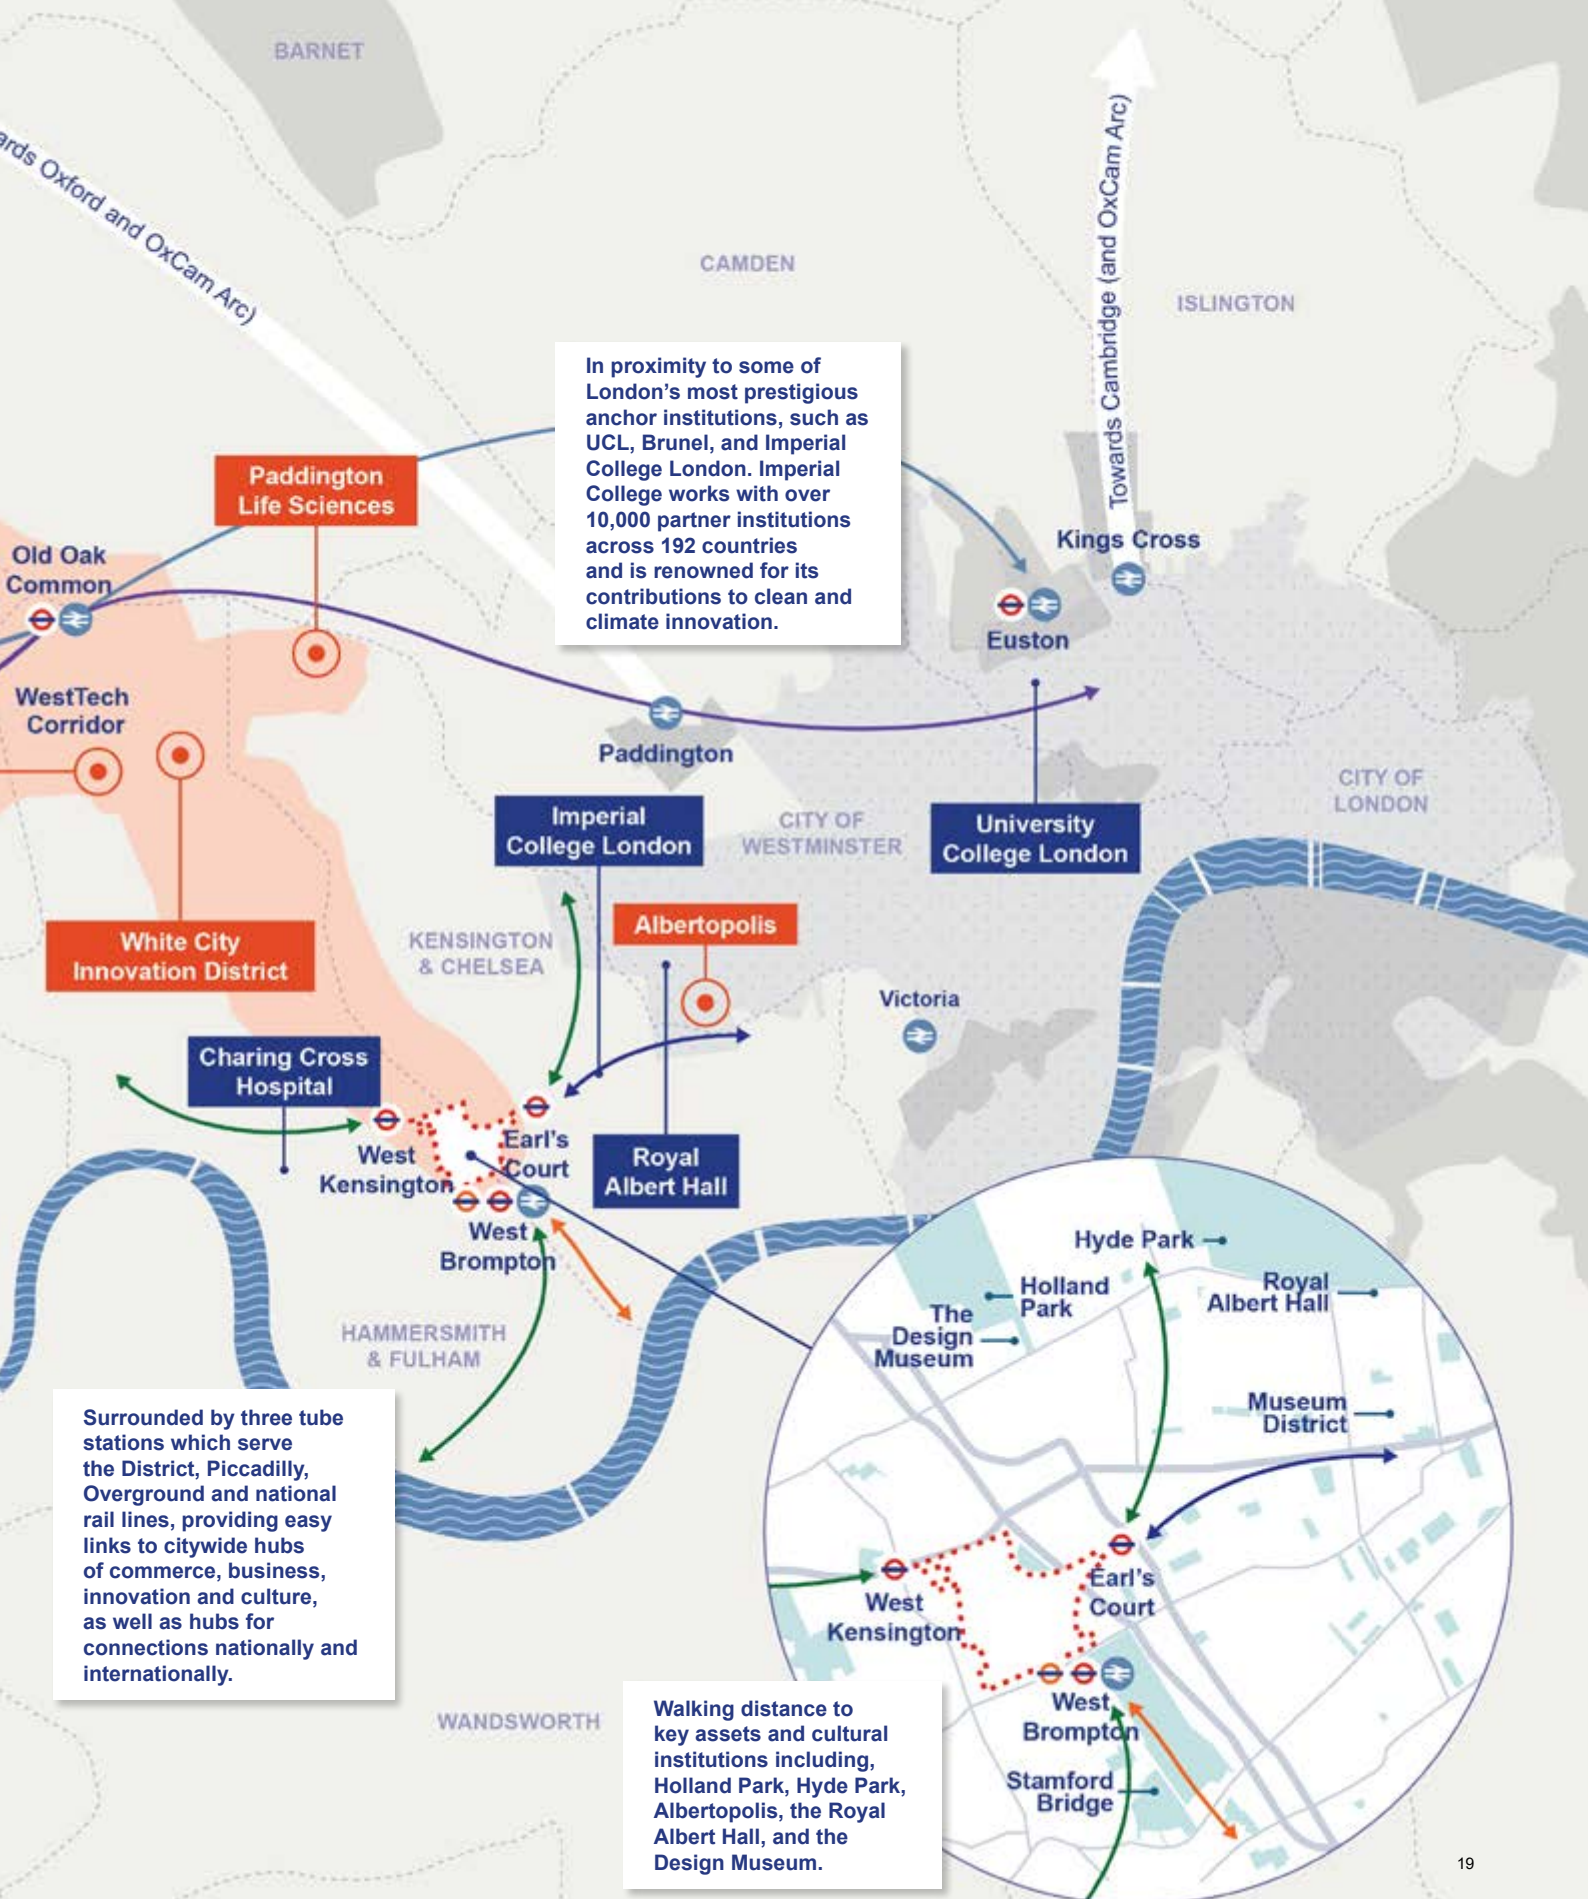 BARNET
ards Oxford and OxCam Arc)
CAMDEN
Towards Cambridge (and OxCam Arc)
ISLINGTON
In proximity to some of
London's most prestigious
anchor institutions, such as
UCL, Brunel, and Imperial
College London. Imperial
College works with over
10,000 partner institutions
across 192 countries
and is renowned for its
contributions to clean and
climate innovation.
Paddington
Life Sciences
Old Oak
Common
Kings Cross
Euston
WestTech
Corridor
Paddington
CITY OF
LONDON
Imperial
College London
CITY OF
WESTMINSTER
University
College London
White City
Innovation District
KENSINGTON
& CHELSEA
Albertopolis
Victoria
Charing Cross
Hospital
West
Kensington
Earl's
Court
Royal
Albert Hall
West
Brompton
HAMMERSMITH
& FULHAM
Hyde Park
Holland
Park
Royal
Albert Hall
The
Design
Museum
Museum
District
Surrounded by three tube
stations which serve
the District, Piccadilly,
Overground and national
rail lines, providing easy
links to citywide hubs
of commerce, business,
innovation and culture,
as well as hubs for
connections nationally and
internationally.
West
Kensington
Earl's
Court
West
Brompton
Stamford
Bridge
WANDSWORTH
Walking distance to
key assets and cultural
institutions including,
Holland Park, Hyde Park,
Albertopolis, the Royal
Albert Hall, and the
Design Museum.
19